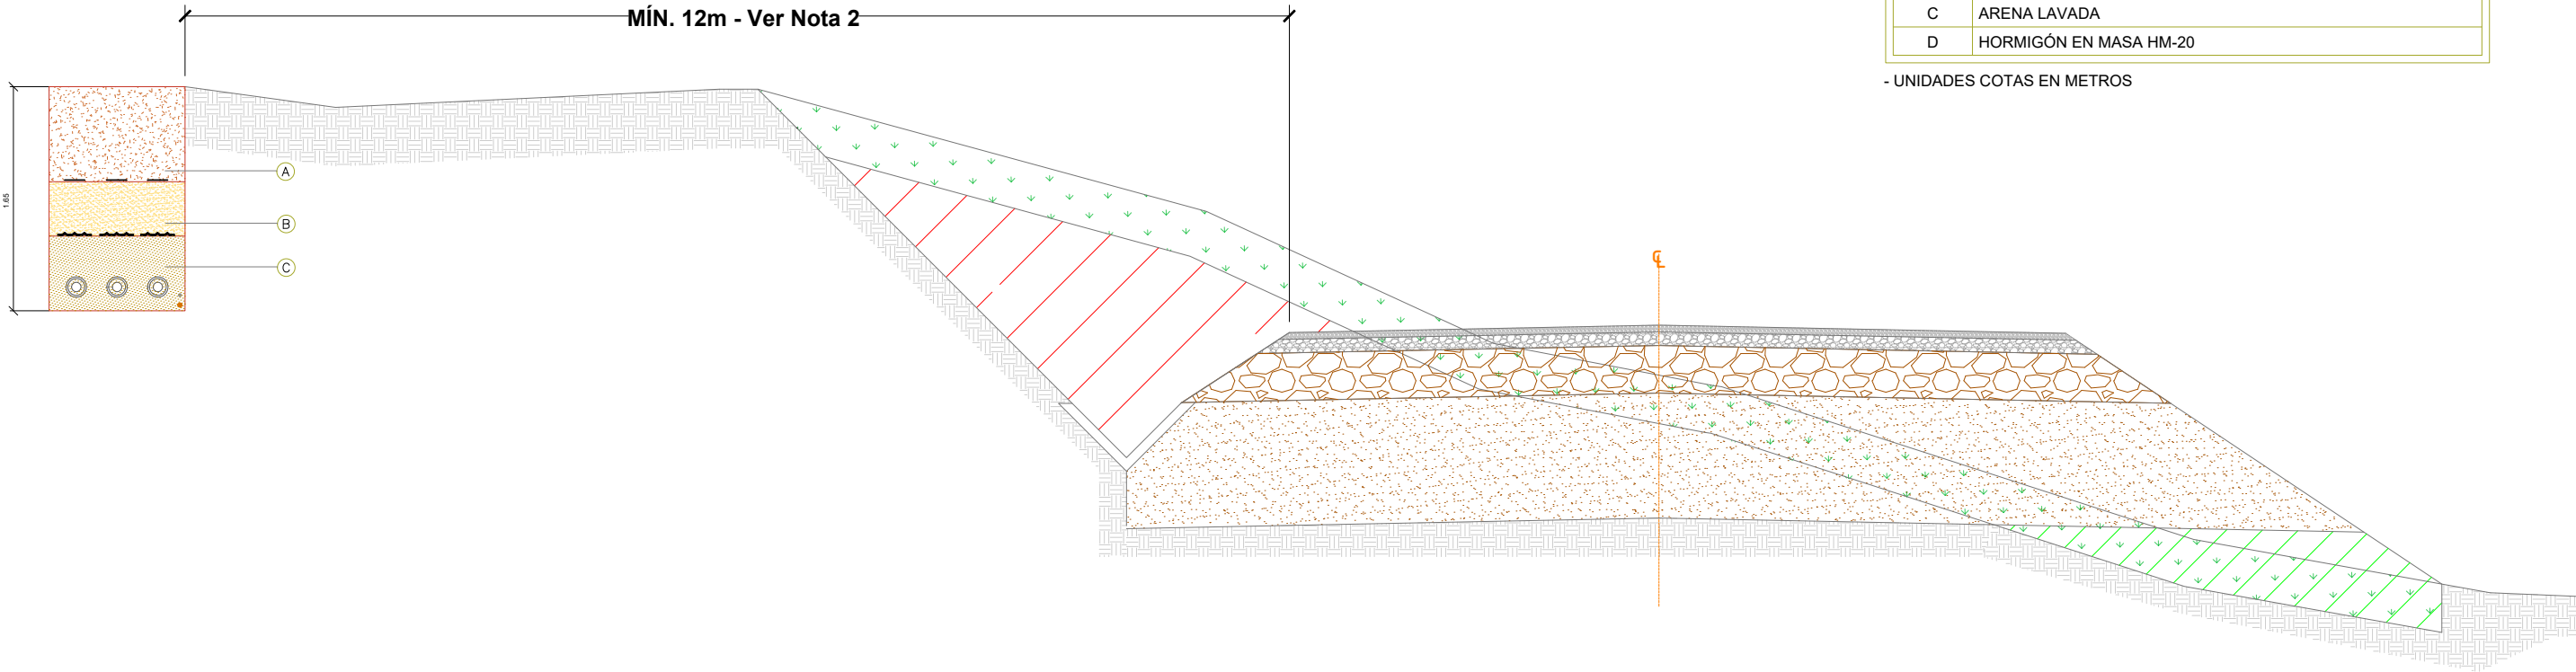 MÍN. 12m - Ver Nota 2
C ARENA LAVADA
D HORMIGÓN EN MASA HM-20
- UNIDADES COTAS EN METROS
A
B
C
1.65
℄